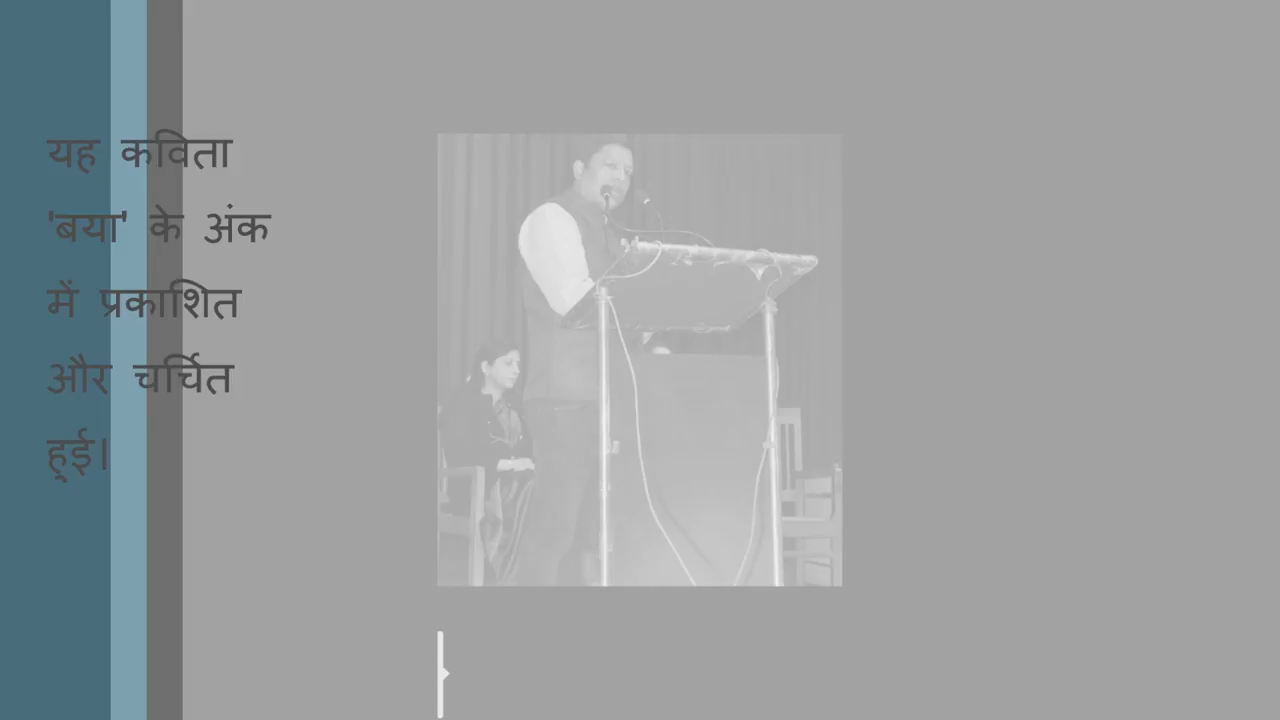 यह कविता
'बया' के अंक
में प्रकाशित
और चर्चित
हुई।